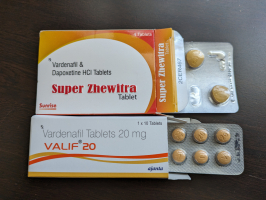 4 Tablets
Vardenafil &
Dapoxetine HCl Tablets
Super Zhewitra
Tablet
Sunrise
Super Zhewitra
Tablet
1 x 10 Tablets
Vardenafil Tablets 20 mg
VALIF® 20
ajanta